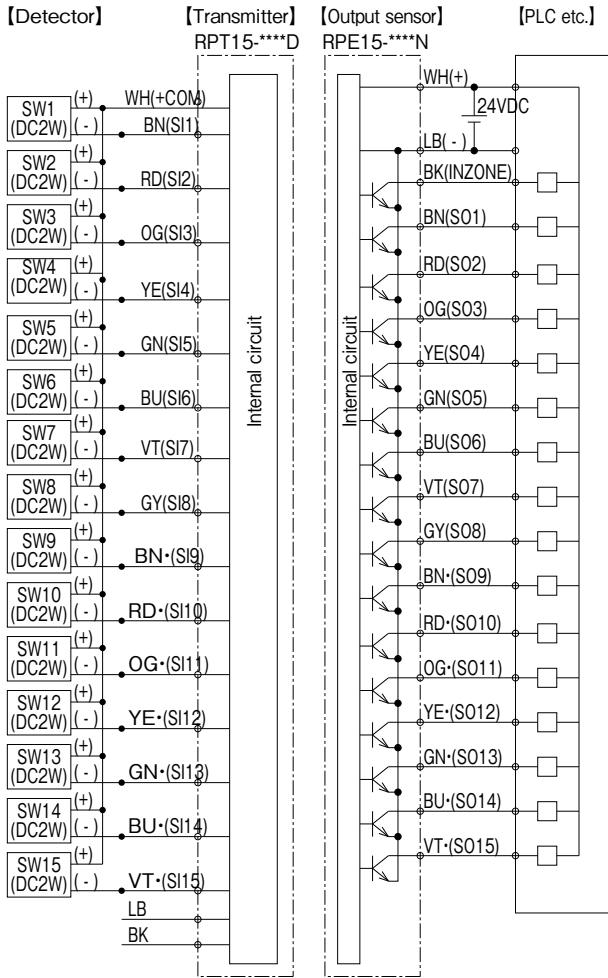 【Detector】 【Transmitter】 【Output sensor】 【PLC etc.】
RPT15-****D RPE15-****N
SW1 (+) WH(+COM)
(DC2W) (-) BN(SI1)
SW2 (+)
(DC2W) (-) RD(SI2)
SW3 (+)
(DC2W) (-) OG(SI3)
SW4 (+)
(DC2W) (-) YE(SI4)
SW5 (+)
(DC2W) (-) GN(SI5)
SW6 (+)
(DC2W) (-) BU(SI6)
SW7 (+)
(DC2W) (-) VT(SI7)
SW8 (+)
(DC2W) (-) GY(SI8)
SW9 (+)
(DC2W) (-) BN•(SI9)
SW10 (+)
(DC2W) (-) RD•(SI10)
SW11 (+)
(DC2W) (-) OG•(SI11)
SW12 (+)
(DC2W) (-) YE•(SI12)
SW13 (+)
(DC2W) (-) GN•(SI13)
SW14 (+)
(DC2W) (-) BU•(SI14)
SW15 (+)
(DC2W) (-) VT•(SI15)
LB
BK
Internal circuit
Internal circuit
WH(+)
24VDC
LB(-)
BK(INZONE)
BN(SO1)
RD(SO2)
OG(SO3)
YE(SO4)
GN(SO5)
BU(SO6)
VT(SO7)
GY(SO8)
BN•(SO9)
RD•(SO10)
OG•(SO11)
YE•(SO12)
GN•(SO13)
BU•(SO14)
VT•(SO15)